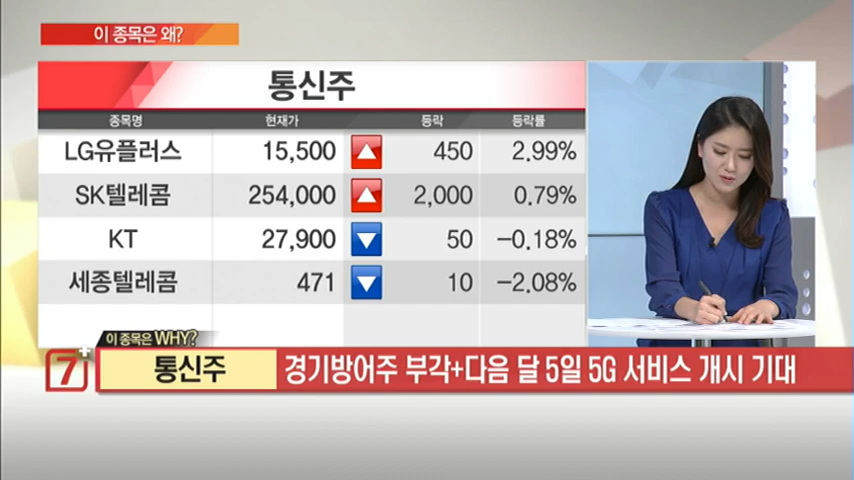 이 종목은 왜?
통신주
종목명 현재가 등락 등락률
LG유플러스 15,500 ▲ 450 2.99%
SK텔레콤 254,000 ▲ 2,000 0.79%
KT 27,900 ▼ 50 -0.18%
세종텔레콤 471 ▼ 10 -2.08%
이 종목은 WHY?
7+ 통신주 경기방어주 부각+다음 달 5일 5G 서비스 개시 기대